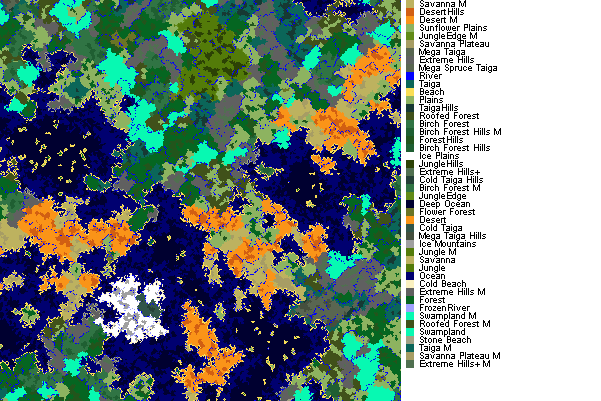 Savanna M
DesertHills
Desert M
Sunflower Plains
JungleEdge M
Savanna Plateau
Mega Taiga
Extreme Hills
Mega Spruce Taiga
River
Taiga
Beach
Plains
TaigaHills
Roofed Forest
Birch Forest
Birch Forest Hills M
ForestHills
Birch Forest Hills
Ice Plains
JungleHills
Extreme Hills+
Cold Taiga Hills
Birch Forest M
JungleEdge
Deep Ocean
Flower Forest
Desert
Cold Taiga
Mega Taiga Hills
Ice Mountains
Jungle M
Savanna
Jungle
Ocean
Cold Beach
Extreme Hills M
Forest
FrozenRiver
Swampland M
Roofed Forest M
Swampland
Stone Beach
Taiga M
Savanna Plateau M
Extreme Hills+ M